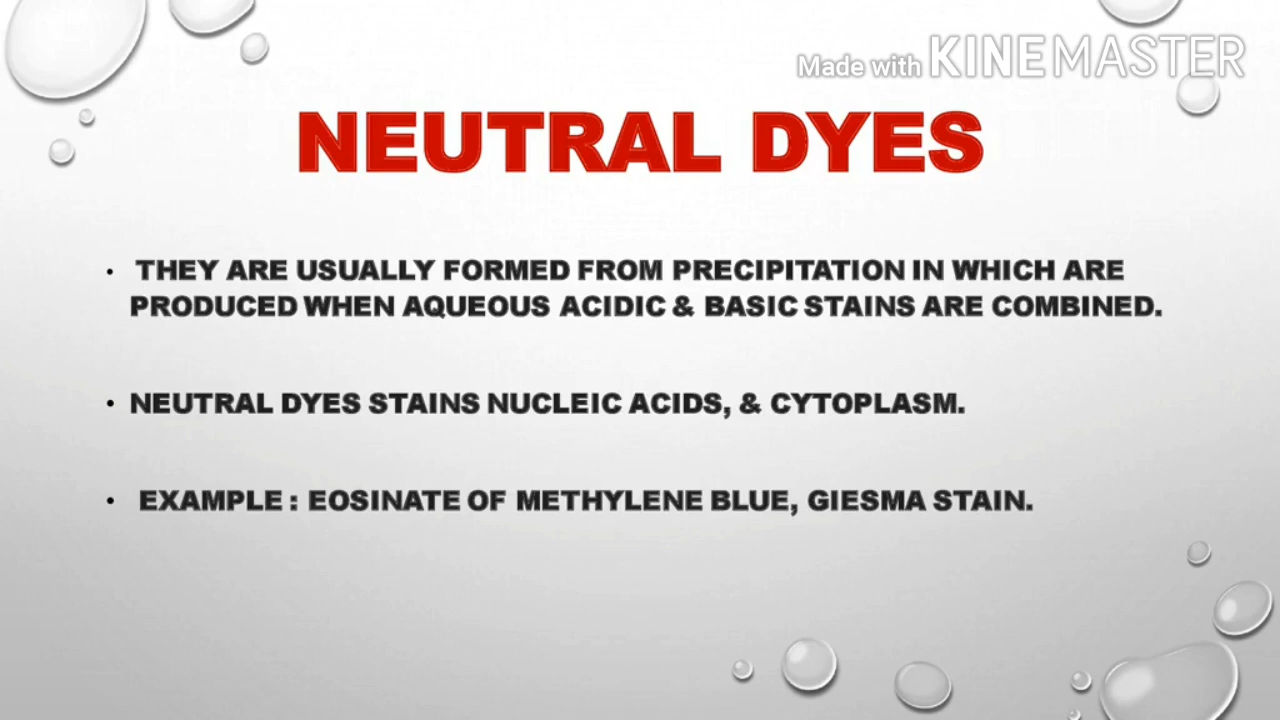 Made with KINEMASTER
NEUTRAL DYES
• THEY ARE USUALLY FORMED FROM PRECIPITATION IN WHICH ARE
PRODUCED WHEN AQUEOUS ACIDIC & BASIC STAINS ARE COMBINED.
• NEUTRAL DYES STAINS NUCLEIC ACIDS, & CYTOPLASM.
• EXAMPLE : EOSINATE OF METHYLENE BLUE, GIESMA STAIN.